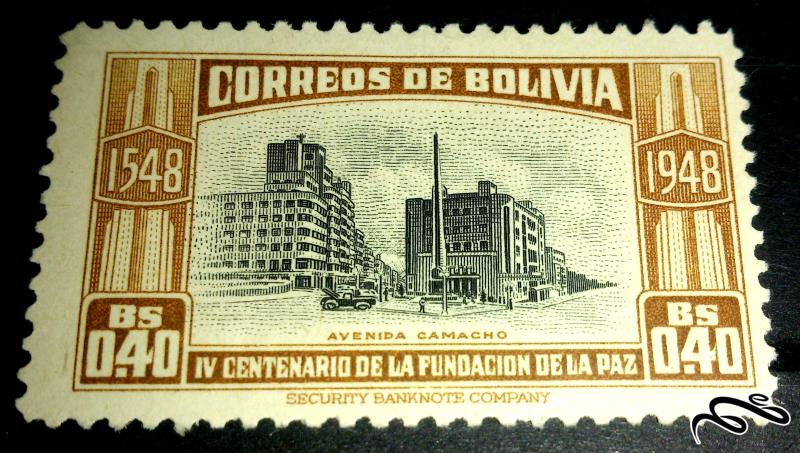 CORREOS DE BOLIVIA
1548
1948
AVENIDA CAMACHO
BS
0.40
BS
0.40
IV CENTENARIO DE LA FUNDACION DE LA PAZ
SECURITY BANKNOTE COMPANY